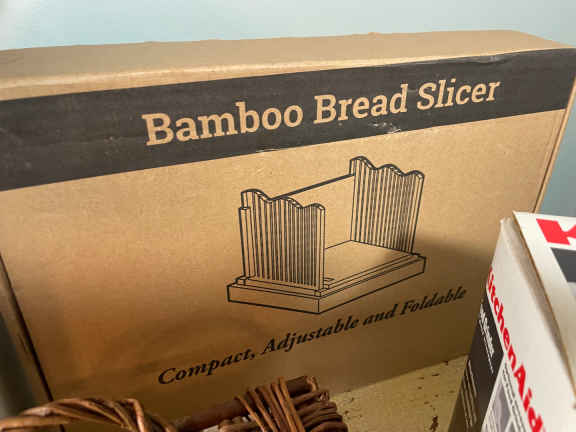 Bamboo Bread Slicer
Compact, Adjustable and Foldable
KitchenAid